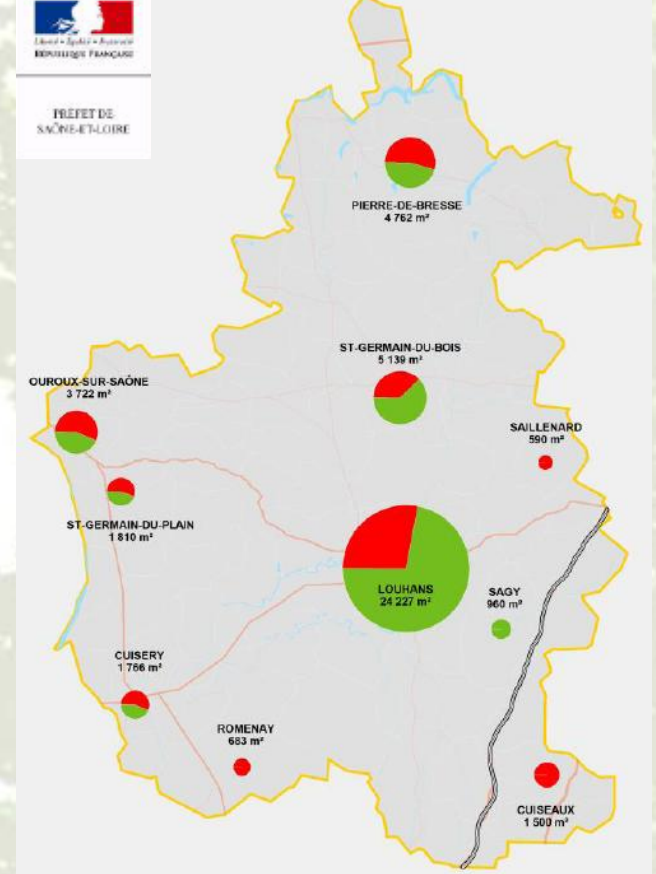 Liberté • Égalité • Fraternité
RÉPUBLIQUE FRANÇAISE
PRÉFET DE
SAÔNE-ET-LOIRE
PIERRE-DE-BRESSE
4 762 m²
ST-GERMAIN-DU-BOIS
5 139 m²
OUROUX-SUR-SAÔNE
3 722 m²
SAILLENARD
590 m²
ST-GERMAIN-DU-PLAIN
1 810 m²
LOUHANS
24 227 m²
SAGY
960 m²
CUISERY
1 766 m²
ROMENAY
683 m²
CUISEAUX
1 500 m²